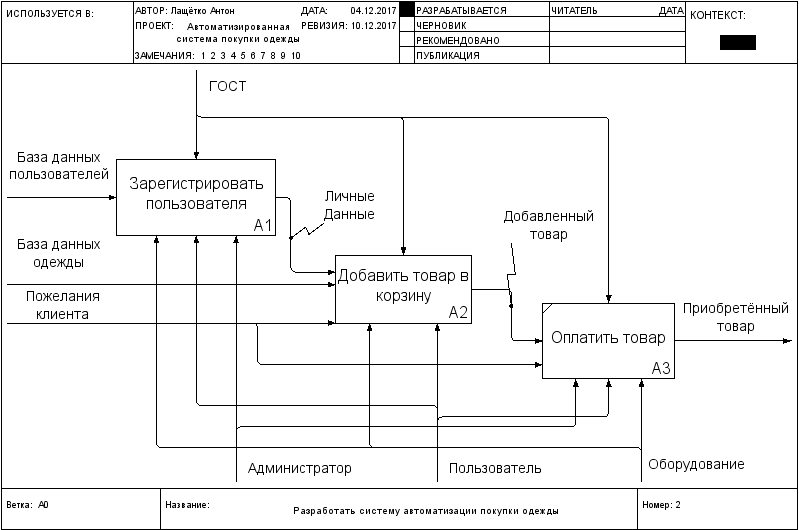 ИСПОЛЬЗУЕТСЯ В:
АВТОР: Лащётко Антон
ДАТА: 04.12.2017
ПРОЕКТ: Автоматизированная
система покупки одежды
РЕВИЗИЯ: 10.12.2017
ЗАМЕЧАНИЯ: 1 2 3 4 5 6 7 8 9 10
РАЗРАБАТЫВАЕТСЯ
ЧЕРНОВИК
РЕКОМЕНДОВАНО
ПУБЛИКАЦИЯ
ЧИТАТЕЛЬ
ДАТА
КОНТЕКСТ:
ГОСТ
База данных
пользователей
Зарегистрировать
пользователя
A1
Личные
Данные
База данных
одежды
Добавить товар в
корзину
A2
Добавленный
товар
Пожелания
клиента
Оплатить товар
A3
Приобретённый
товар
Администратор
Пользователь
Оборудование
Ветка: A0
Название:
Разработать систему автоматизации покупки одежды
Номер: 2